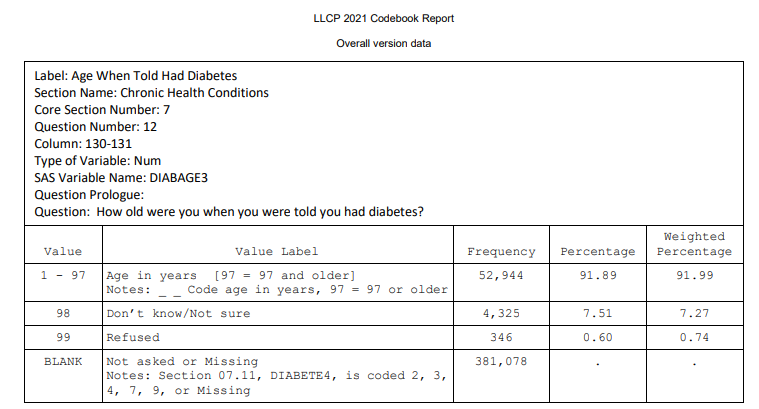 LLCP 2021 Codebook Report
Overall version data
Label: Age When Told Had Diabetes
Section Name: Chronic Health Conditions
Core Section Number: 7
Question Number: 12
Column: 130-131
Type of Variable: Num
SAS Variable Name: DIABAGE3
Question Prologue:
Question:  How old were you when you were told you had diabetes?
Value Value Label Frequency Percentage Weighted Percentage
1 - 97 Age in years  [97 = 97 and older] 52,944 91.89 91.99
Notes: _ _ Code age in years, 97 = 97 or older
98 Don’t know/Not sure 4,325 7.51 7.27
99 Refused 346 0.60 0.74
BLANK Not asked or Missing 381,078 . .
Notes: Section 07.11, DIABETE4, is coded 2, 3,
4, 7, 9, or Missing